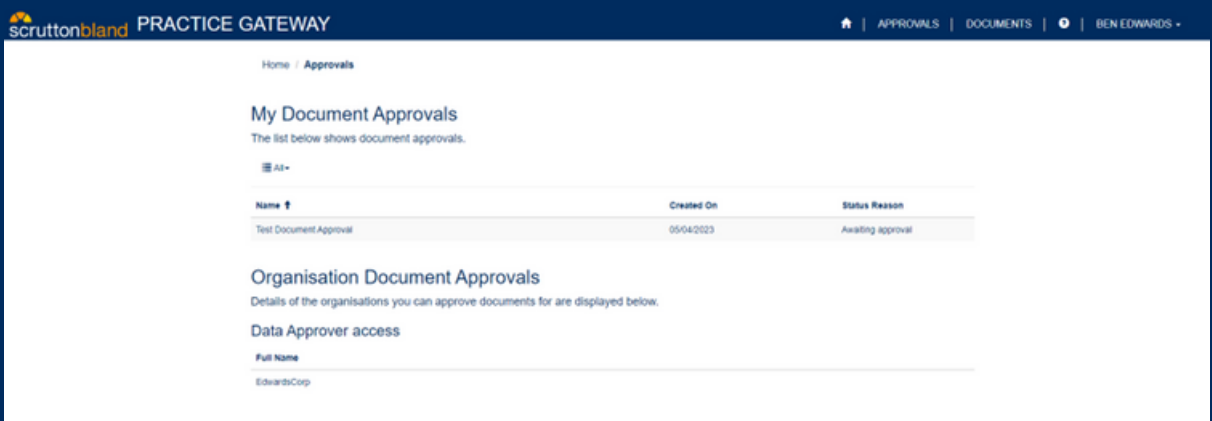 scruttonbland PRACTICE GATEWAY
| APPROVALS | DOCUMENTS | ? | BEN EDWARDS
Home / Approvals
My Document Approvals
The list below shows document approvals.
All
Name ↑ Created On Status Reason
Test Document Approval 05/04/2023 Awaiting approval
Organisation Document Approvals
Details of the organisations you can approve documents for are displayed below.
Data Approver access
Full Name
EdwardsCorp